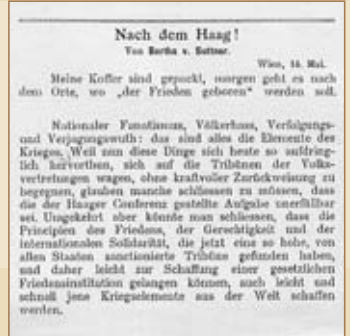 Nach dem Haag!
Von Bertha v. Suttner.
Wien, 14. Mai.
Meine Koffer sind gepackt, morgen geht es nach
dem Orte, wo „der Frieden geboren“ werden soll.
Nationaler Fanatismus, Völkerhass, Verfolgungs-
und Verjagungswuth: das sind alles die Elemente des
Krieges. Weil nun diese Dinge sich heute so aufdring-
lich hervorthun, sich auf die Tribünen der Volks-
vertretungen wagen, ohne kraftvoller Zurückweisung zu
begegnen, glauben manche schliessen zu müssen, dass
die der Haager Conferenz gestellte Aufgabe unerfüllbar
sei. Umgekehrt aber könnte man schliessen, dass die
Principien des Friedens, der Gerechtigkeit und der
internationalen Solidarität, die jetzt eine so hohe, von
allen Staaten sanctionierte Tribüne gefunden haben,
und daher leicht zur Schaffung einer gesetzlichen
Friedensinstitution gelangen können, auch leicht und
schnell jene Kriegselemente aus der Welt schaffen
werden.